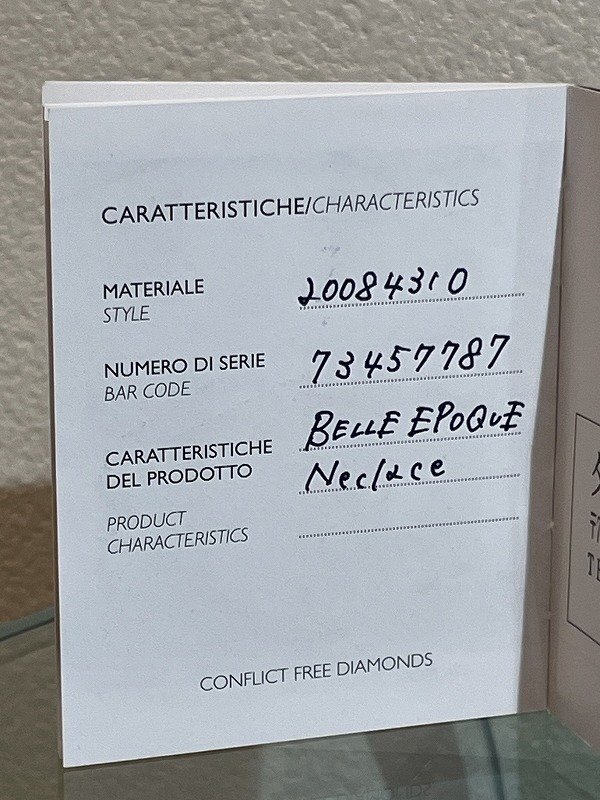 CARATTERISTICHE/CHARACTERISTICS
MATERIALE 20084310
STYLE
NUMERO DI SERIE 73457787
BAR CODE
CARATTERISTICHE BELLE EPOQUE
DEL PRODOTTO Neclace
PRODUCT
CHARACTERISTICS
CONFLICT FREE DIAMONDS